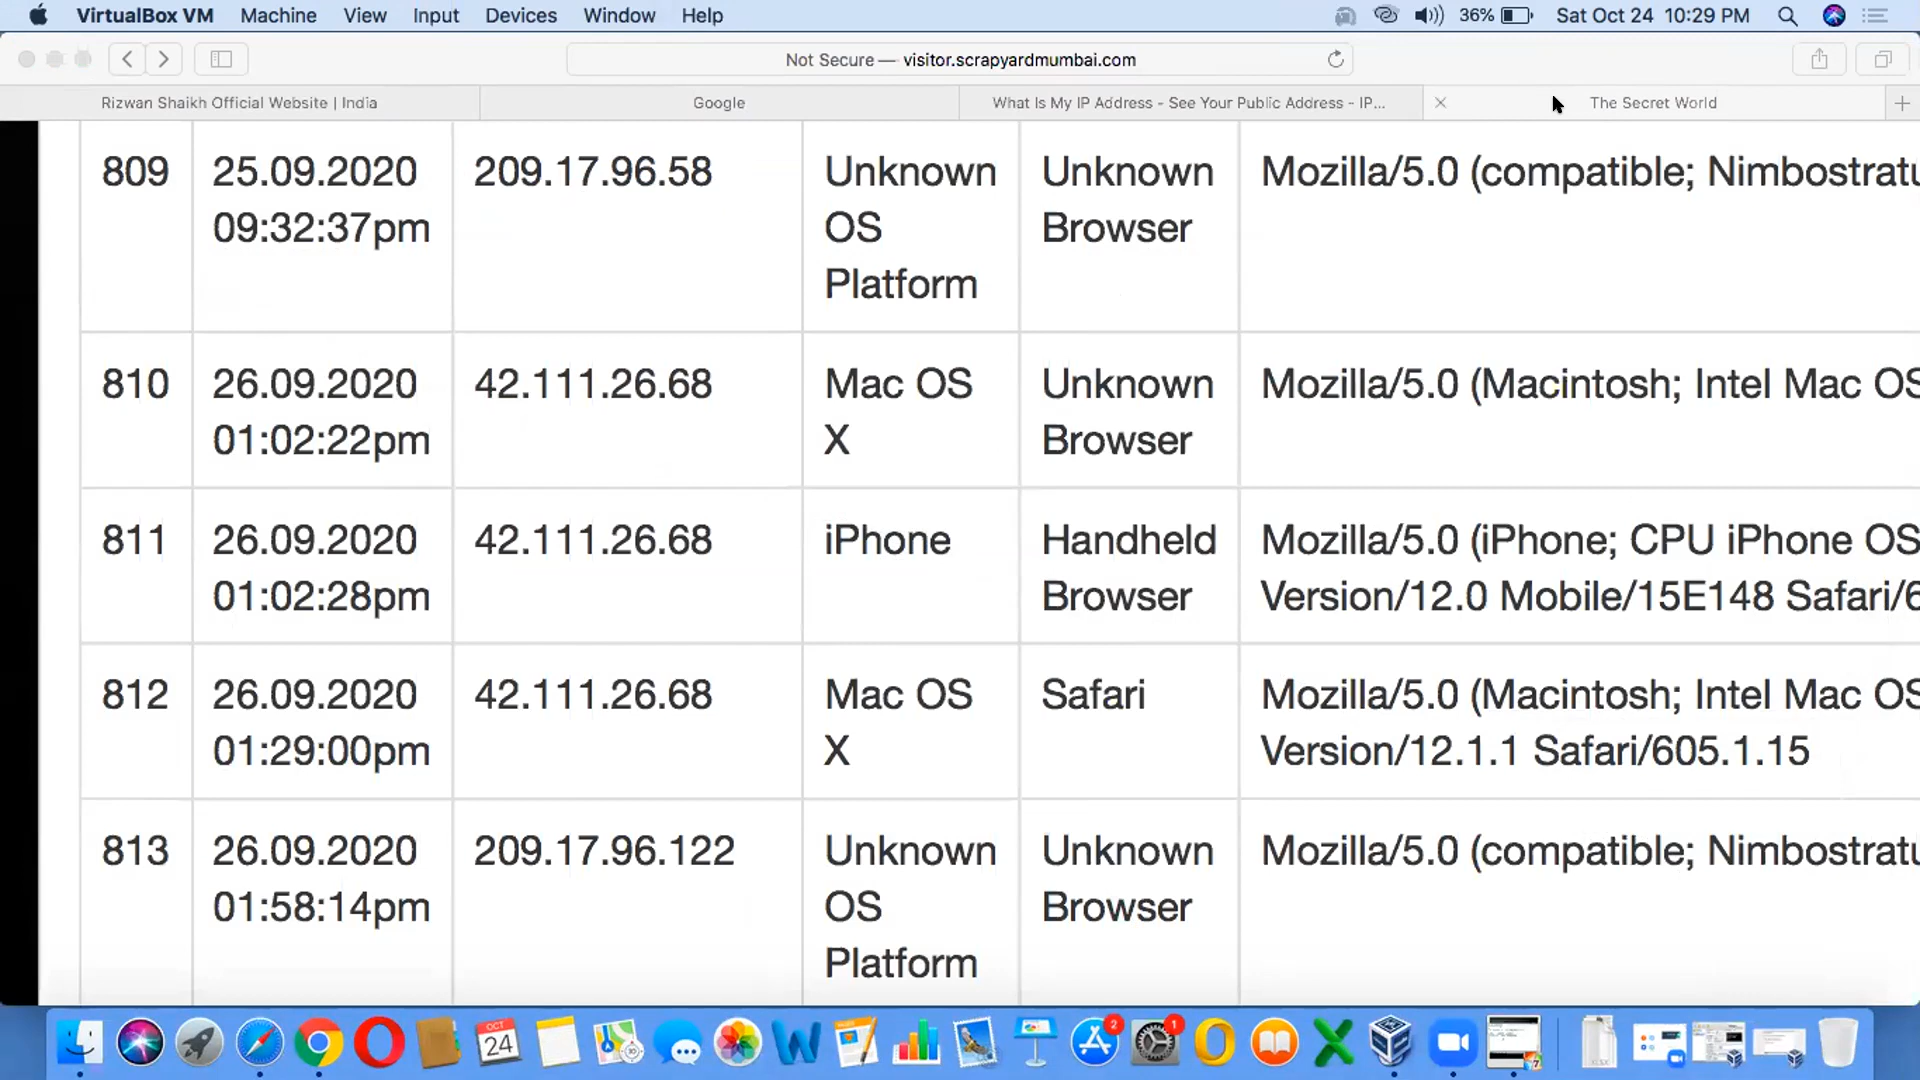 VirtualBox VM Machine View Input Devices Window Help 36% Sat Oct 24 10:29 PM
Not Secure — visitor.scrapyardmumbai.com
Rizwan Shaikh Official Website | India Google What Is My IP Address - See Your Public Address - IP... The Secret World
809 25.09.2020 209.17.96.58 Unknown Unknown Mozilla/5.0 (compatible; Nimbostratu
09:32:37pm OS Browser
Platform
810 26.09.2020 42.111.26.68 Mac OS Unknown Mozilla/5.0 (Macintosh; Intel Mac OS
01:02:22pm X Browser
811 26.09.2020 42.111.26.68 iPhone Handheld Mozilla/5.0 (iPhone; CPU iPhone OS
01:02:28pm Browser Version/12.0 Mobile/15E148 Safari/6
812 26.09.2020 42.111.26.68 Mac OS Safari Mozilla/5.0 (Macintosh; Intel Mac OS
01:29:00pm X Version/12.1.1 Safari/605.1.15
813 26.09.2020 209.17.96.122 Unknown Unknown Mozilla/5.0 (compatible; Nimbostratu
01:58:14pm OS Browser
Platform
OCT
24
2
1